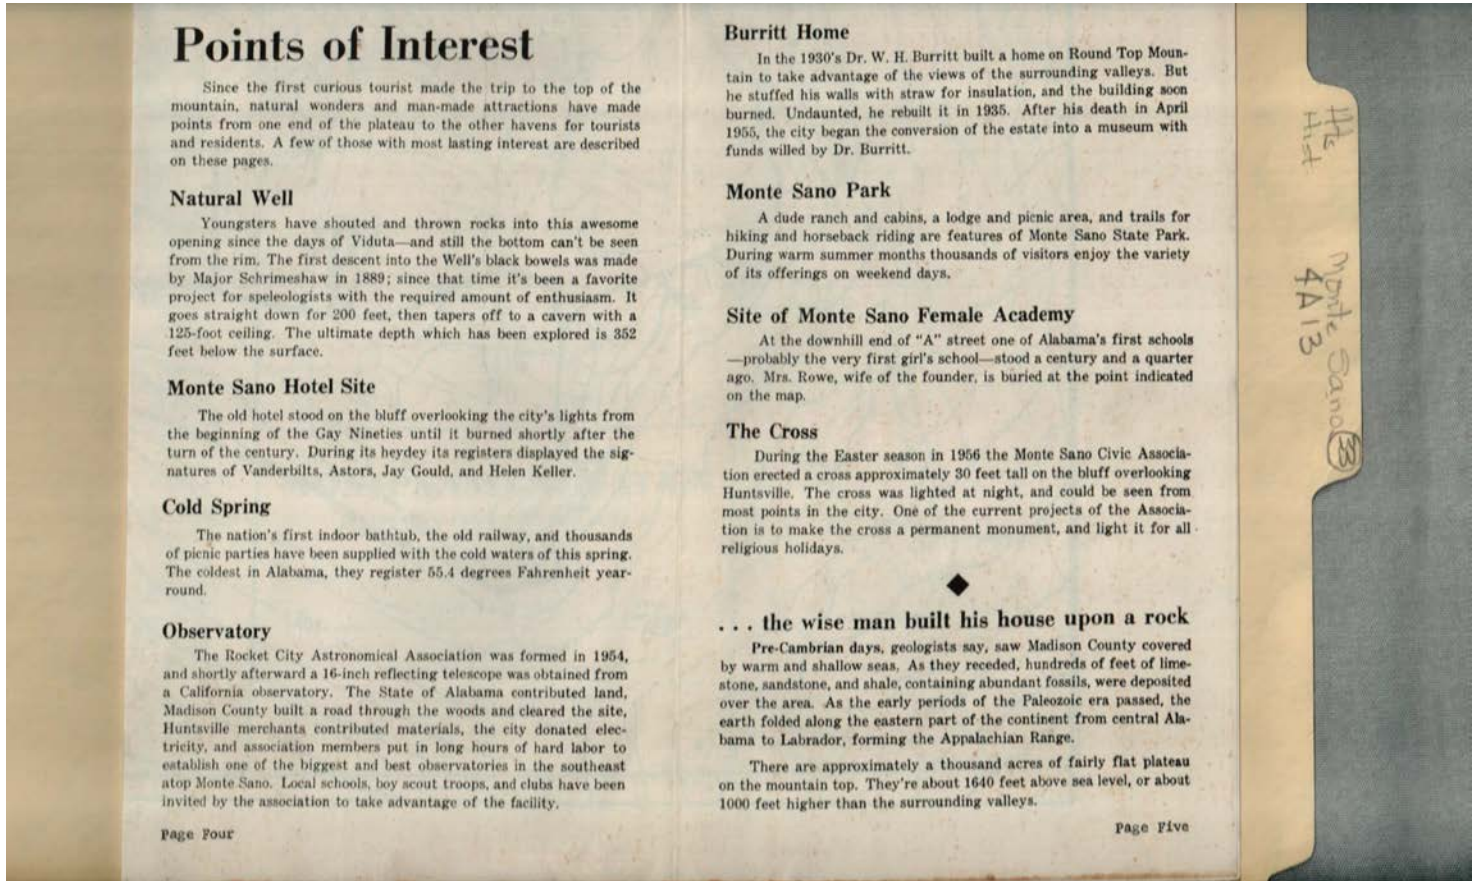 Points of Interest
Since the first curious tourist made the trip to the top of the
mountain, natural wonders and man-made attractions have made
points from one end of the plateau to the other havens for tourists
and residents. A few of those with most lasting interest are described
on these pages.
Natural Well
Youngsters have shouted and thrown rocks into this awesome
opening since the days of Viduta—and still the bottom can't be seen
from the rim. The first descent into the Well's black bowels was made
by Major Schrimeshaw in 1889; since that time it's been a favorite
project for speleologists with the required amount of enthusiasm. It
goes straight down for 200 feet, then tapers off to a cavern with a
125-foot ceiling. The ultimate depth which has been explored is 352
feet below the surface.
Monte Sano Hotel Site
The old hotel stood on the bluff overlooking the city's lights from
the beginning of the Gay Nineties until it burned shortly after the
turn of the century. During its heydey its registers displayed the sig-
natures of Vanderbilts, Astors, Jay Gould, and Helen Keller.
Cold Spring
The nation's first indoor bathtub, the old railway, and thousands
of picnic parties have been supplied with the cold waters of this spring.
The coldest in Alabama, they register 55.4 degrees Fahrenheit year-
round.
Observatory
The Rocket City Astronomical Association was formed in 1954,
and shortly afterward a 16-inch reflecting telescope was obtained from
a California observatory. The State of Alabama contributed land,
Madison County built a road through the woods and cleared the site,
Huntsville merchants contributed materials, the city donated elec-
tricity, and association members put in long hours of hard labor to
establish one of the biggest and best observatories in the southeast
atop Monte Sano. Local schools, boy scout troops, and clubs have been
invited by the association to take advantage of the facility.
Page Four
Burritt Home
In the 1930's Dr. W. H. Burritt built a home on Round Top Moun-
tain to take advantage of the views of the surrounding valleys. But
he stuffed his walls with straw for insulation, and the building soon
burned. Undaunted, he rebuilt it in 1935. After his death in April
1955, the city began the conversion of the estate into a museum with
funds willed by Dr. Burritt.
Monte Sano Park
A dude ranch and cabins, a lodge and picnic area, and trails for
hiking and horseback riding are features of Monte Sano State Park.
During warm summer months thousands of visitors enjoy the variety
of its offerings on weekend days.
Site of Monte Sano Female Academy
At the downhill end of "A" street one of Alabama's first schools
—probably the very first girl's school—stood a century and a quarter
ago. Mrs. Rowe, wife of the founder, is buried at the point indicated
on the map.
The Cross
During the Easter season in 1956 the Monte Sano Civic Associa-
tion erected a cross approximately 30 feet tall on the bluff overlooking
Huntsville. The cross was lighted at night, and could be seen from
most points in the city. One of the current projects of the Associa-
tion is to make the cross a permanent monument, and light it for all
religious holidays.
. . . the wise man built his house upon a rock
Pre-Cambrian days, geologists say, saw Madison County covered
by warm and shallow seas. As they receded, hundreds of feet of lime-
stone, sandstone, and shale, containing abundant fossils, were deposited
over the area. As the early periods of the Paleozoic era passed, the
earth folded along the eastern part of the continent from central Ala-
bama to Labrador, forming the Appalachian Range.
There are approximately a thousand acres of fairly flat plateau
on the mountain top. They're about 1640 feet above sea level, or about
1000 feet higher than the surrounding valleys.
Page Five
Hist
Monte Sano
4A13